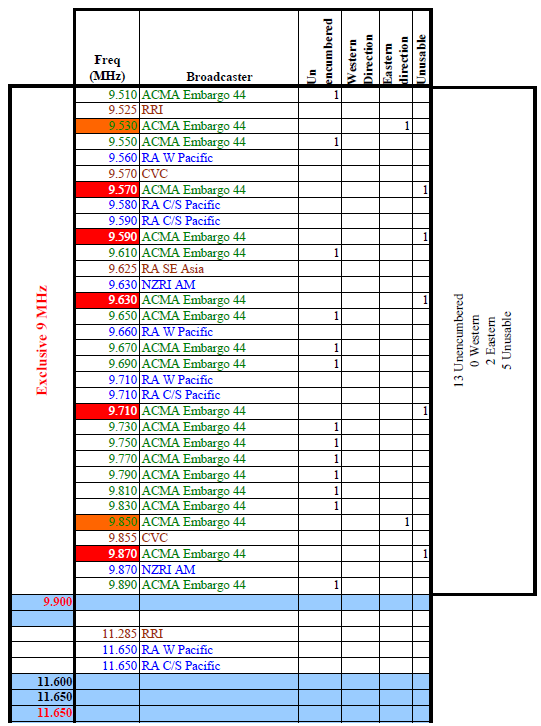 Freq
(MHz)
Broadcaster
Un
encumbered
Western
Direction
Eastern
direction
Unusable
Exclusive 9 MHz
9.510 ACMA Embargo 44 1
9.525 RRI
9.530 ACMA Embargo 44 1
9.550 ACMA Embargo 44 1
9.560 RA W Pacific
9.570 CVC
9.570 ACMA Embargo 44 1
9.580 RA C/S Pacific
9.590 RA C/S Pacific
9.590 ACMA Embargo 44 1
9.610 ACMA Embargo 44 1
9.625 RA SE Asia
9.630 NZRI AM
9.630 ACMA Embargo 44 1
9.650 ACMA Embargo 44 1
9.660 RA W Pacific
9.670 ACMA Embargo 44 1
9.690 ACMA Embargo 44 1
9.710 RA W Pacific
9.710 RA C/S Pacific
9.710 ACMA Embargo 44 1
9.730 ACMA Embargo 44 1
9.750 ACMA Embargo 44 1
9.770 ACMA Embargo 44 1
9.790 ACMA Embargo 44 1
9.810 ACMA Embargo 44 1
9.830 ACMA Embargo 44 1
9.850 ACMA Embargo 44 1
9.855 CVC
9.870 ACMA Embargo 44 1
9.870 NZRI AM
9.890 ACMA Embargo 44 1
13 Unencumbered
0 Western
2 Eastern
5 Unusable
9.900
11.285 RRI
11.650 RA W Pacific
11.650 RA C/S Pacific
11.600
11.650
11.650